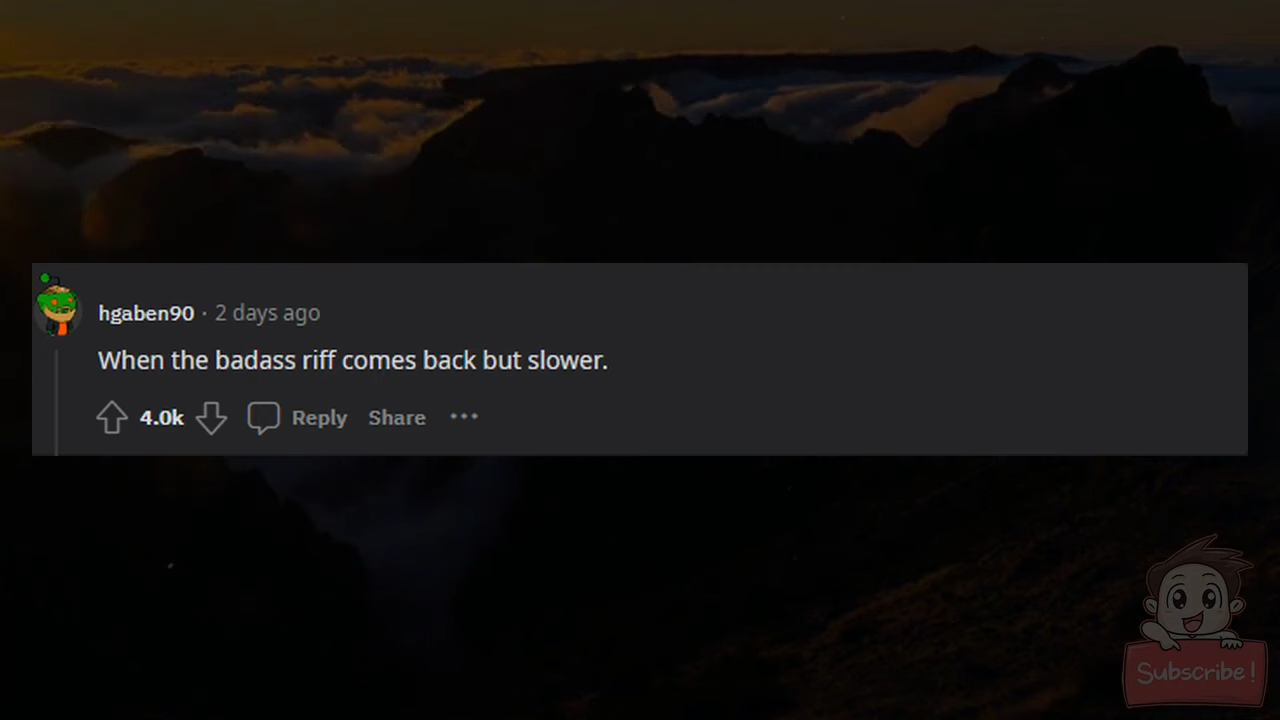 hgaben90 · 2 days ago
When the badass riff comes back but slower.
4.0k Reply Share ···
Subscribe!